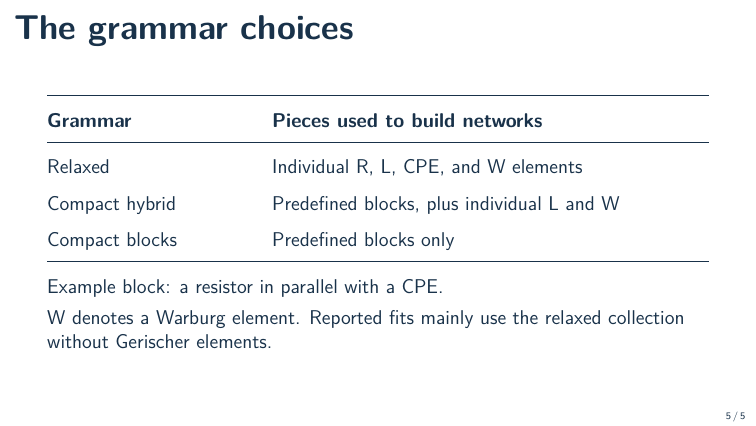 The grammar choices
Grammar Pieces used to build networks
Relaxed Individual R, L, CPE, and W elements
Compact hybrid Predefined blocks, plus individual L and W
Compact blocks Predefined blocks only
Example block: a resistor in parallel with a CPE.
W denotes a Warburg element. Reported fits mainly use the relaxed collection
without Gerischer elements.
5 / 5